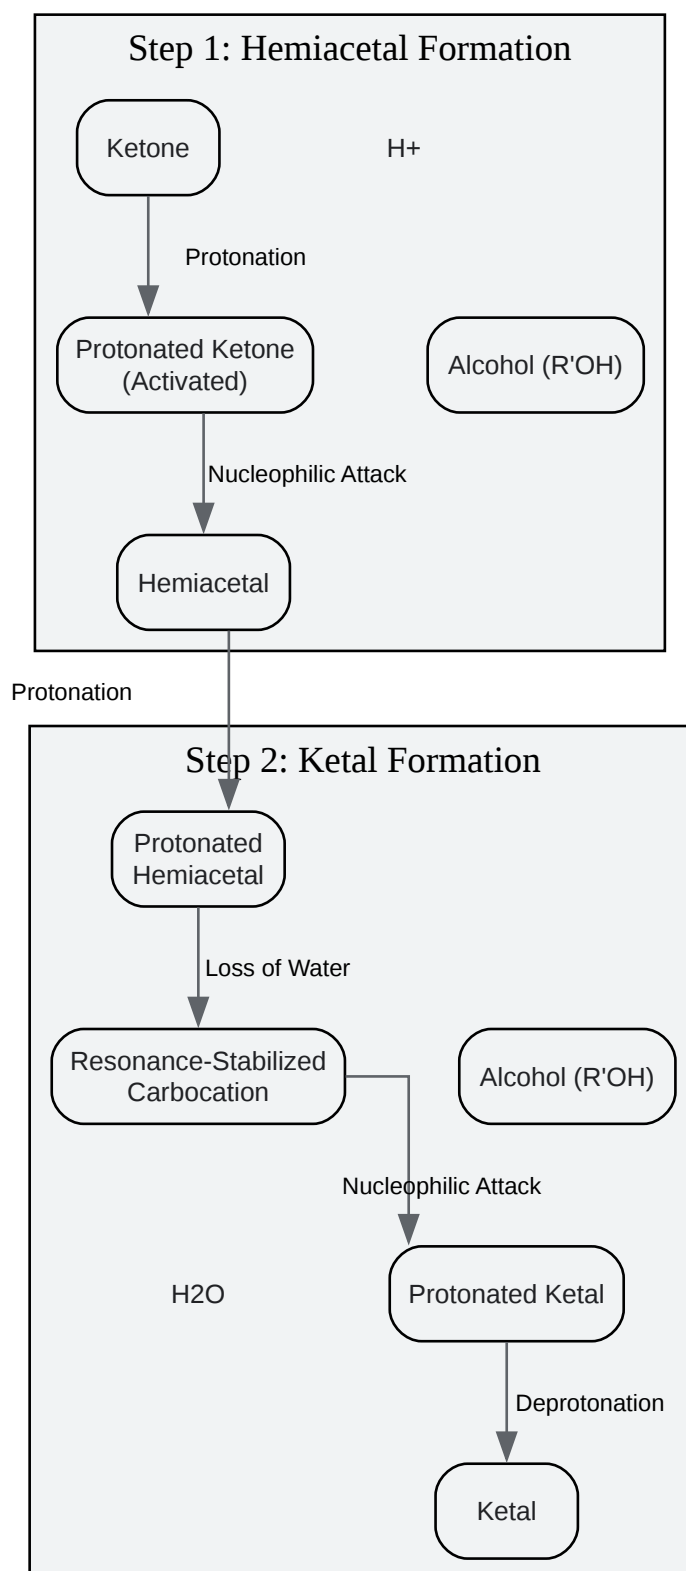 Step 1: Hemiacetal Formation
Ketone
H+
Protonation
Protonated Ketone
(Activated)
Alcohol (R'OH)
Nucleophilic Attack
Hemiacetal
Protonation
Step 2: Ketal Formation
Protonated
Hemiacetal
Loss of Water
Resonance-Stabilized
Carbocation
Alcohol (R'OH)
Nucleophilic Attack
H2O
Protonated Ketal
Deprotonation
Ketal